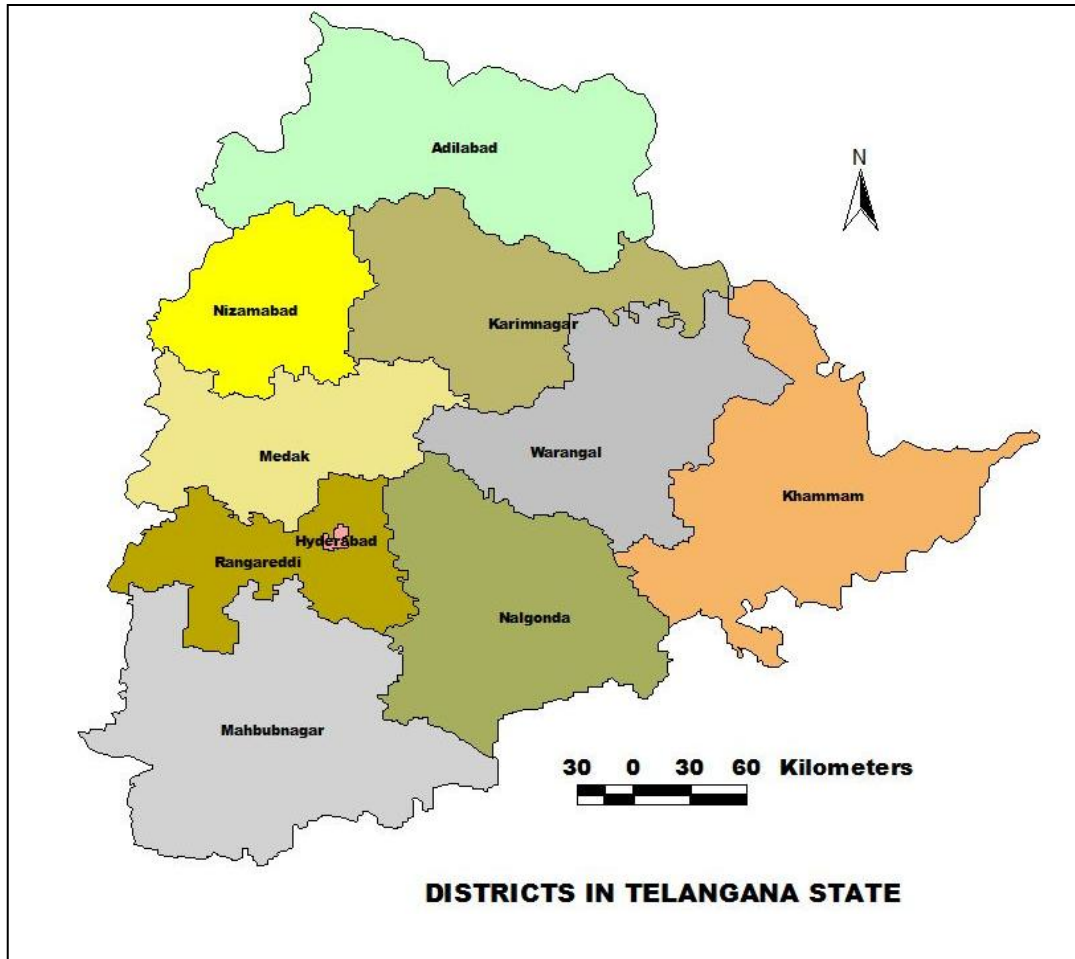 Adilabad
N
Nizamabad
Karimnagar
Medak
Warangal
Khammam
Hyderabad
Rangareddi
Nalgonda
Mahbubnagar
30 0 30 60 Kilometers
DISTRICTS IN TELANGANA STATE